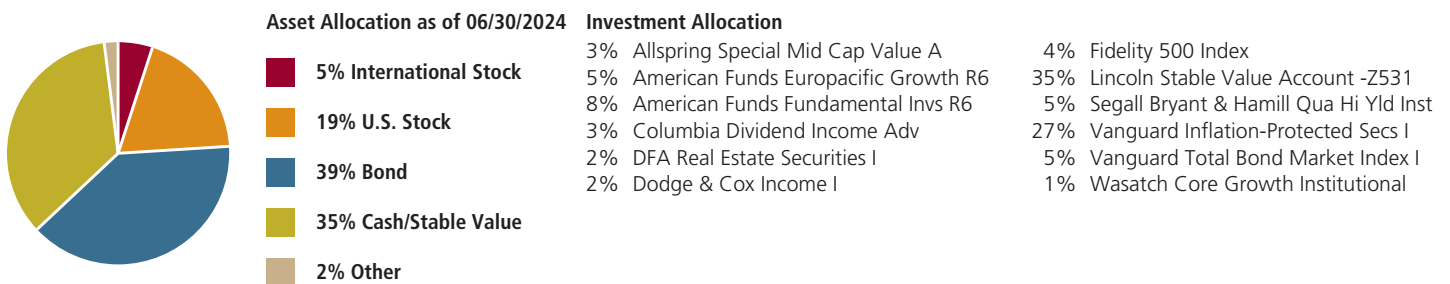 Asset Allocation as of 06/30/2024
5% International Stock
19% U.S. Stock
39% Bond
35% Cash/Stable Value
2% Other
Investment Allocation
3% Allspring Special Mid Cap Value A
5% American Funds Europacific Growth R6
8% American Funds Fundamental Invs R6
3% Columbia Dividend Income Adv
2% DFA Real Estate Securities I
2% Dodge & Cox Income I
4% Fidelity 500 Index
35% Lincoln Stable Value Account -Z531
5% Segall Bryant & Hamill Qua Hi Yld Inst
27% Vanguard Inflation-Protected Secs I
5% Vanguard Total Bond Market Index I
1% Wasatch Core Growth Institutional